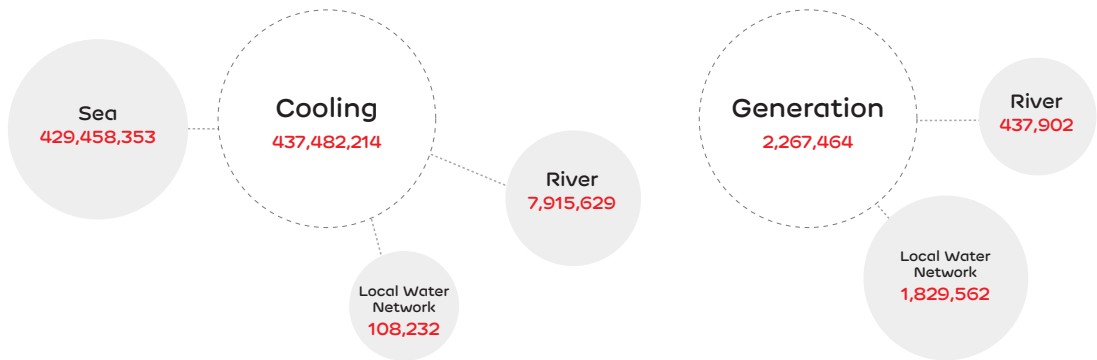 Sea
429,458,353
Cooling
437,482,214
River
7,915,629
Local Water
Network
108,232
Generation
2,267,464
River
437,902
Local Water
Network
1,829,562